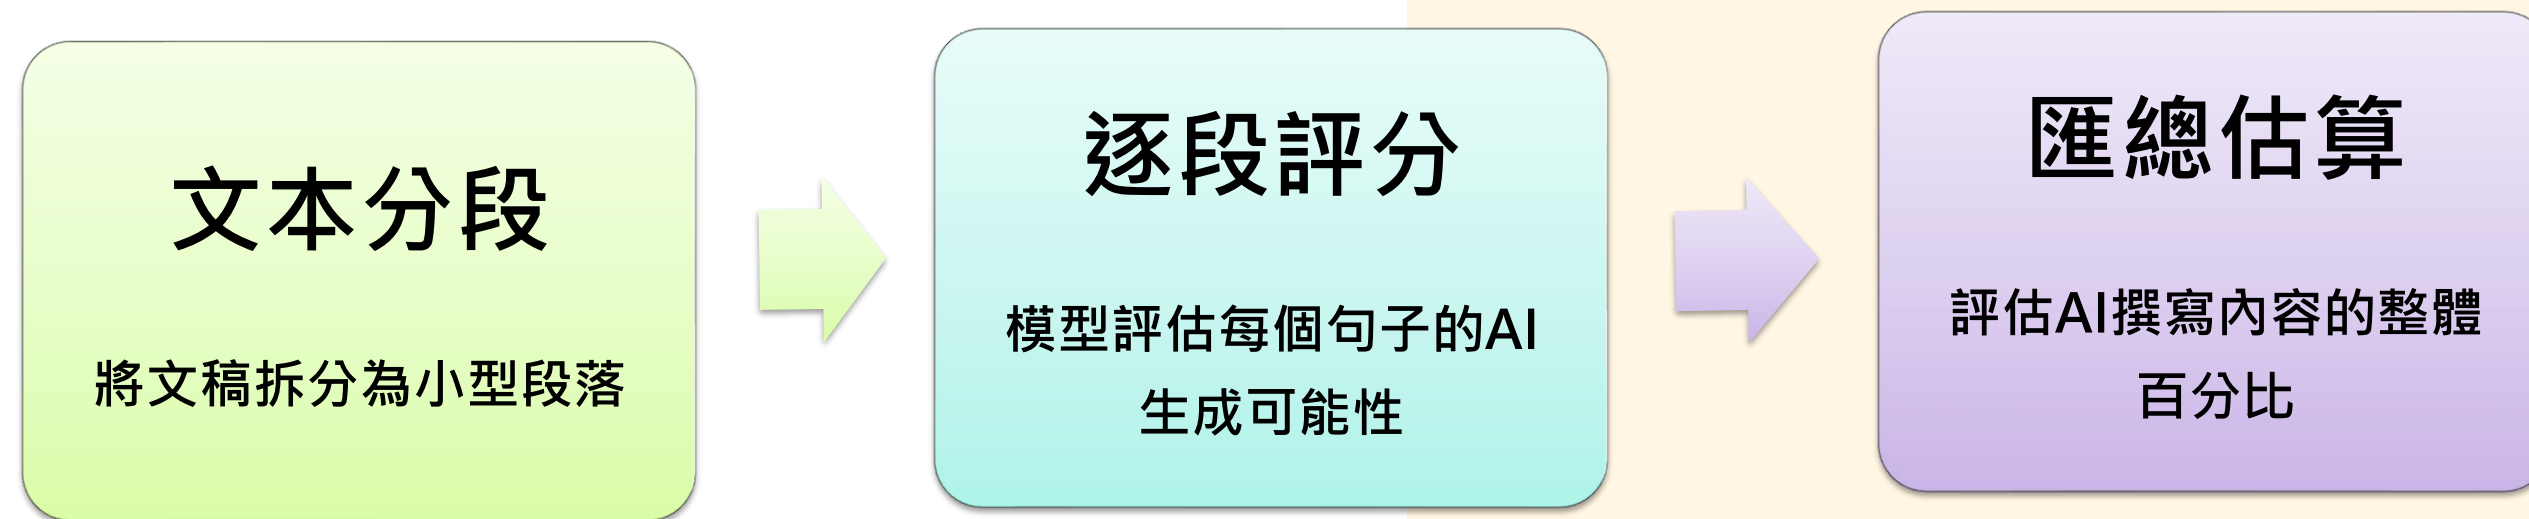 文本分段
將文稿拆分為小型段落
逐段評分
模型評估每個句子的AI
生成可能性
匯總估算
評估AI撰寫內容的整體
百分比